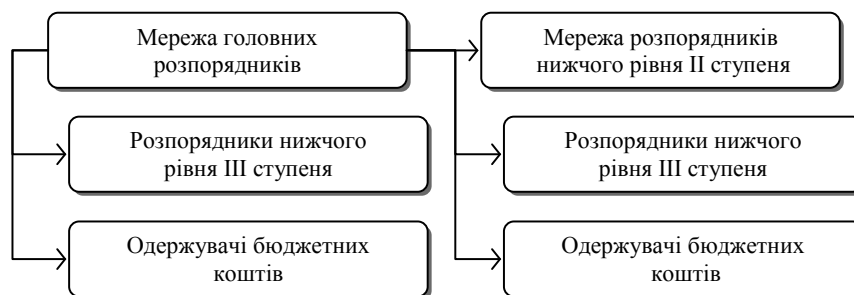 Мережа головних
розпорядників
Мережа розпорядників
нижчого рівня ІІ ступеня
Розпорядники нижчого
рівня ІІІ ступеня
Розпорядники нижчого
рівня ІІІ ступеня
Одержувачі бюджетних
коштів
Одержувачі бюджетних
коштів